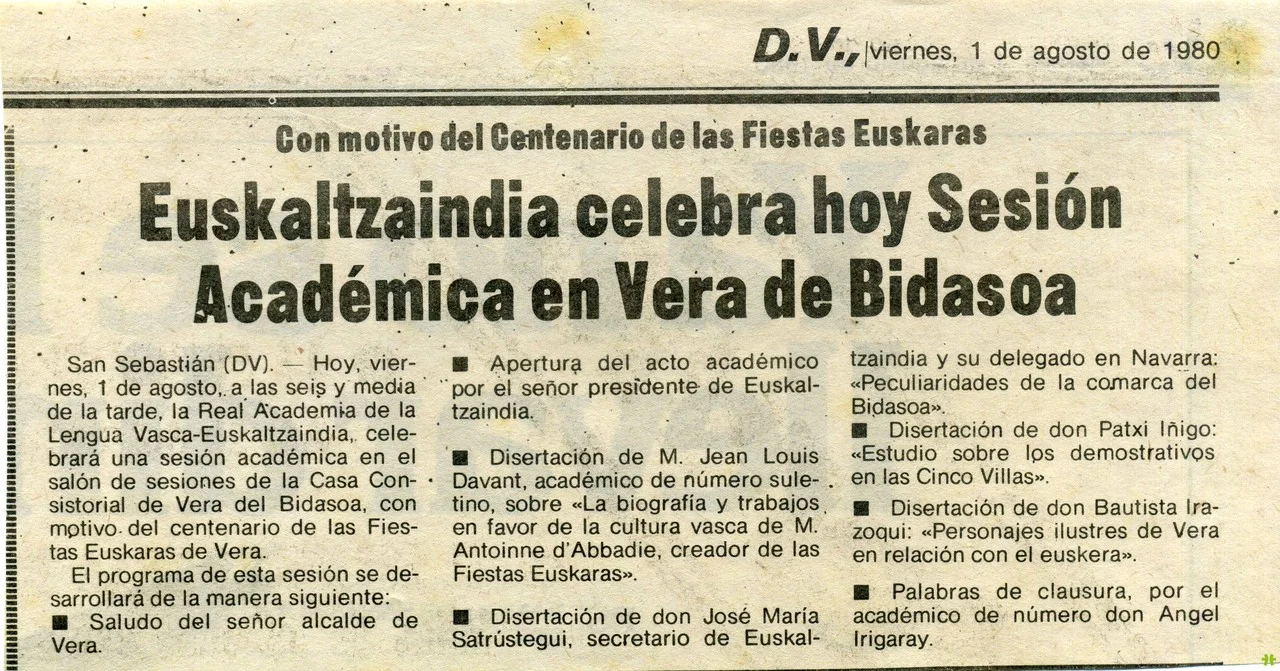 D.V., viernes, 1 de agosto de 1980
Con motivo del Centenario de las Fiestas Euskaras
Euskaltzaindia celebra hoy Sesión
Académica en Vera de Bidasoa
San Sebastián (DV). — Hoy, vier-
nes, 1 de agosto, a las seis y media
de la tarde, la Real Academia de la
Lengua Vasca-Euskaltzaindia, cele-
brará una sesión académica en el
salón de sesiones de la Casa Con-
sistorial de Vera del Bidasoa, con
motivo del centenario de las Fies-
tas Euskaras de Vera.
El programa de esta sesión se de-
sarrollará de la manera siguiente:
■ Saludo del señor alcalde de
Vera.
■ Apertura del acto académico
por el señor presidente de Euskal-
tzaindia.
■ Disertación de M. Jean Louis
Davant, académico de número sule-
tino, sobre «La biografía y trabajos
en favor de la cultura vasca de M.
Antoinne d'Abbadie, creador de las
Fiestas Euskaras».
■ Disertación de don José María
Satrústegui, secretario de Euskal-
tzaindia y su delegado en Navarra:
«Peculiaridades de la comarca del
Bidasoa».
■ Disertación de don Patxi Iñigo:
«Estudio sobre los demostrativos
en las Cinco Villas».
■ Disertación de don Bautista Ira-
zoqui: «Personajes ilustres de Vera
en relación con el euskera».
■ Palabras de clausura, por el
académico de número don Angel
Irigaray.